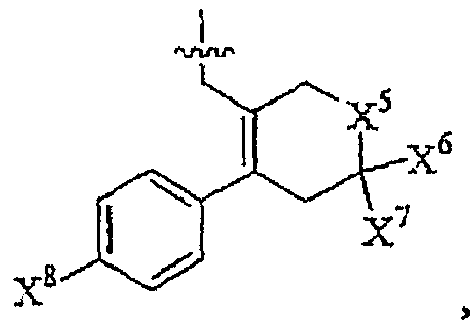 X⁵
X⁶
X⁷
X⁸
,